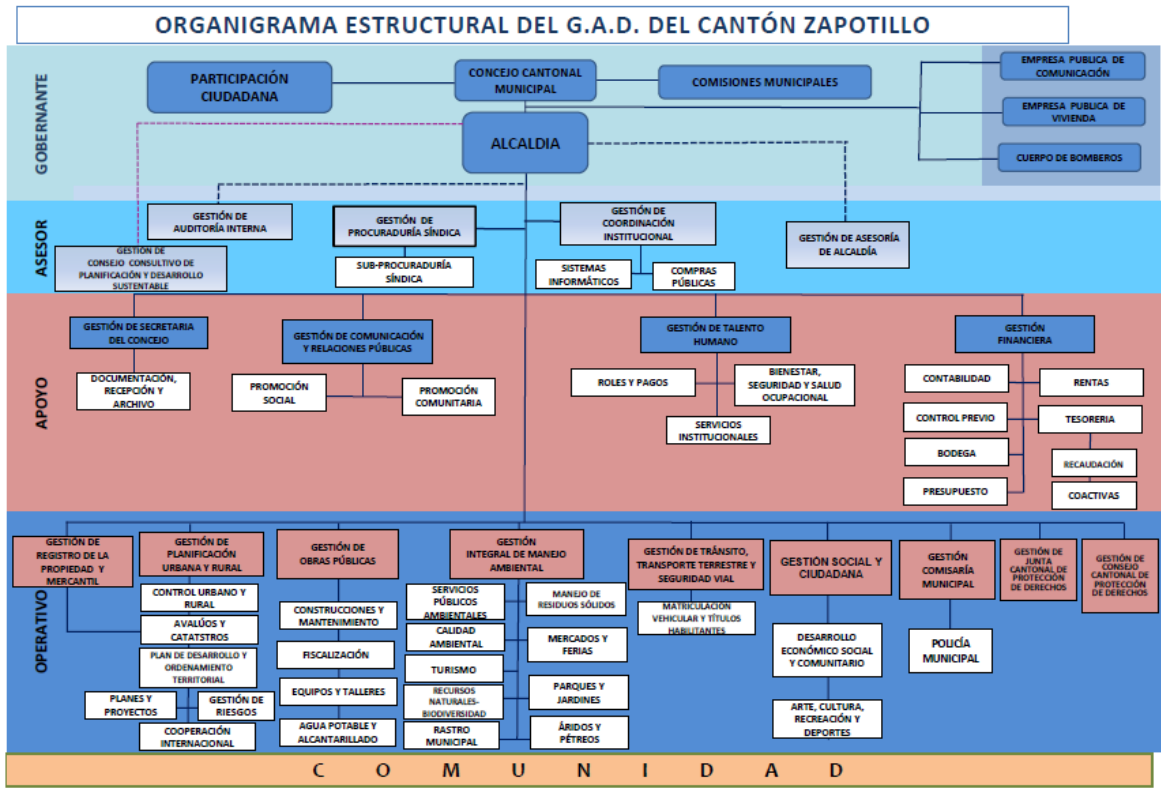 ORGANIGRAMA ESTRUCTURAL DEL G.A.D. DEL CANTÓN ZAPOTILLO
GOBERNANTE
PARTICIPACIÓN
CIUDADANA
CONCEJO CANTONAL
MUNICIPAL
COMISIONES MUNICIPALES
EMPRESA PUBLICA DE
COMUNICACIÓN
EMPRESA PUBLICA DE
VIVIENDA
CUERPO DE BOMBEROS
ALCALDIA
ASESOR
GESTIÓN DE
AUDITORÍA INTERNA
GESTIÓN DE
PROCURADURÍA SÍNDICA
GESTIÓN DE
COORDINACIÓN
INSTITUCIONAL
GESTIÓN DE ASESORÍA
DE ALCALDÍA
GESTIÓN DE
CONSEJO CONSULTIVO DE
PLANIFICACIÓN Y DESARROLLO
SUSTENTABLE
SUB-PROCURADURÍA
SÍNDICA
SISTEMAS
INFORMÁTICOS
COMPRAS
PÚBLICAS
APOYO
GESTIÓN DE SECRETARIA
DEL CONCEJO
GESTIÓN DE COMUNICACIÓN
Y RELACIONES PÚBLICAS
GESTIÓN DE TALENTO
HUMANO
GESTIÓN
FINANCIERA
DOCUMENTACIÓN,
RECEPCIÓN Y
ARCHIVO
PROMOCIÓN
SOCIAL
PROMOCIÓN
COMUNITARIA
ROLES Y PAGOS
BIENESTAR,
SEGURIDAD Y SALUD
OCUPACIONAL
SERVICIOS
INSTITUCIONALES
CONTABILIDAD
RENTAS
CONTROL PREVIO
TESORERIA
BODEGA
RECAUDACIÓN
PRESUPUESTO
COACTIVAS
OPERATIVO
GESTIÓN DE
REGISTRO DE LA
PROPIEDAD Y
MERCANTIL
GESTIÓN DE
PLANIFICACIÓN
URBANA Y RURAL
GESTIÓN DE
OBRAS PÚBLICAS
GESTIÓN
INTEGRAL DE MANEJO
AMBIENTAL
GESTIÓN DE TRÁNSITO,
TRANSPORTE TERRESTRE Y
SEGURIDAD VIAL
GESTIÓN SOCIAL Y
CIUDADANA
GESTIÓN
COMISARÍA
MUNICIPAL
GESTIÓN DE
JUNTA
CANTONAL DE
PROTECCIÓN
DE DERECHOS
GESTIÓN DE
CONSEJO
CANTONAL DE
PROTECCIÓN
DE DERECHOS
CONTROL URBANO Y
RURAL
AVALÚOS Y
CATATSTROS
PLAN DE DESARROLLO Y
ORDENAMIENTO
TERRITORIAL
PLANES Y
PROYECTOS
GESTIÓN DE
RIESGOS
COOPERACIÓN
INTERNACIONAL
CONSTRUCCIONES Y
MANTENIMIENTO
FISCALIZACIÓN
EQUIPOS Y TALLERES
AGUA POTABLE Y
ALCANTARILLADO
SERVICIOS
PÚBLICOS
AMBIENTALES
MANEJO DE
RESIDUOS SÓLIDOS
CALIDAD
AMBIENTAL
MERCADOS Y
FERIAS
TURISMO
RECURSOS
NATURALES-
BIODIVERSIDAD
PARQUES Y
JARDINES
RASTRO
MUNICIPAL
ÁRIDOS Y
PÉTREOS
MATRICULACIÓN
VEHICULAR Y TÍTULOS
HABILITANTES
DESARROLLO
ECONÓMICO SOCIAL
Y COMUNITARIO
ARTE, CULTURA,
RECREACIÓN Y
DEPORTES
POLICÍA
MUNICIPAL
C O M U N I D A D